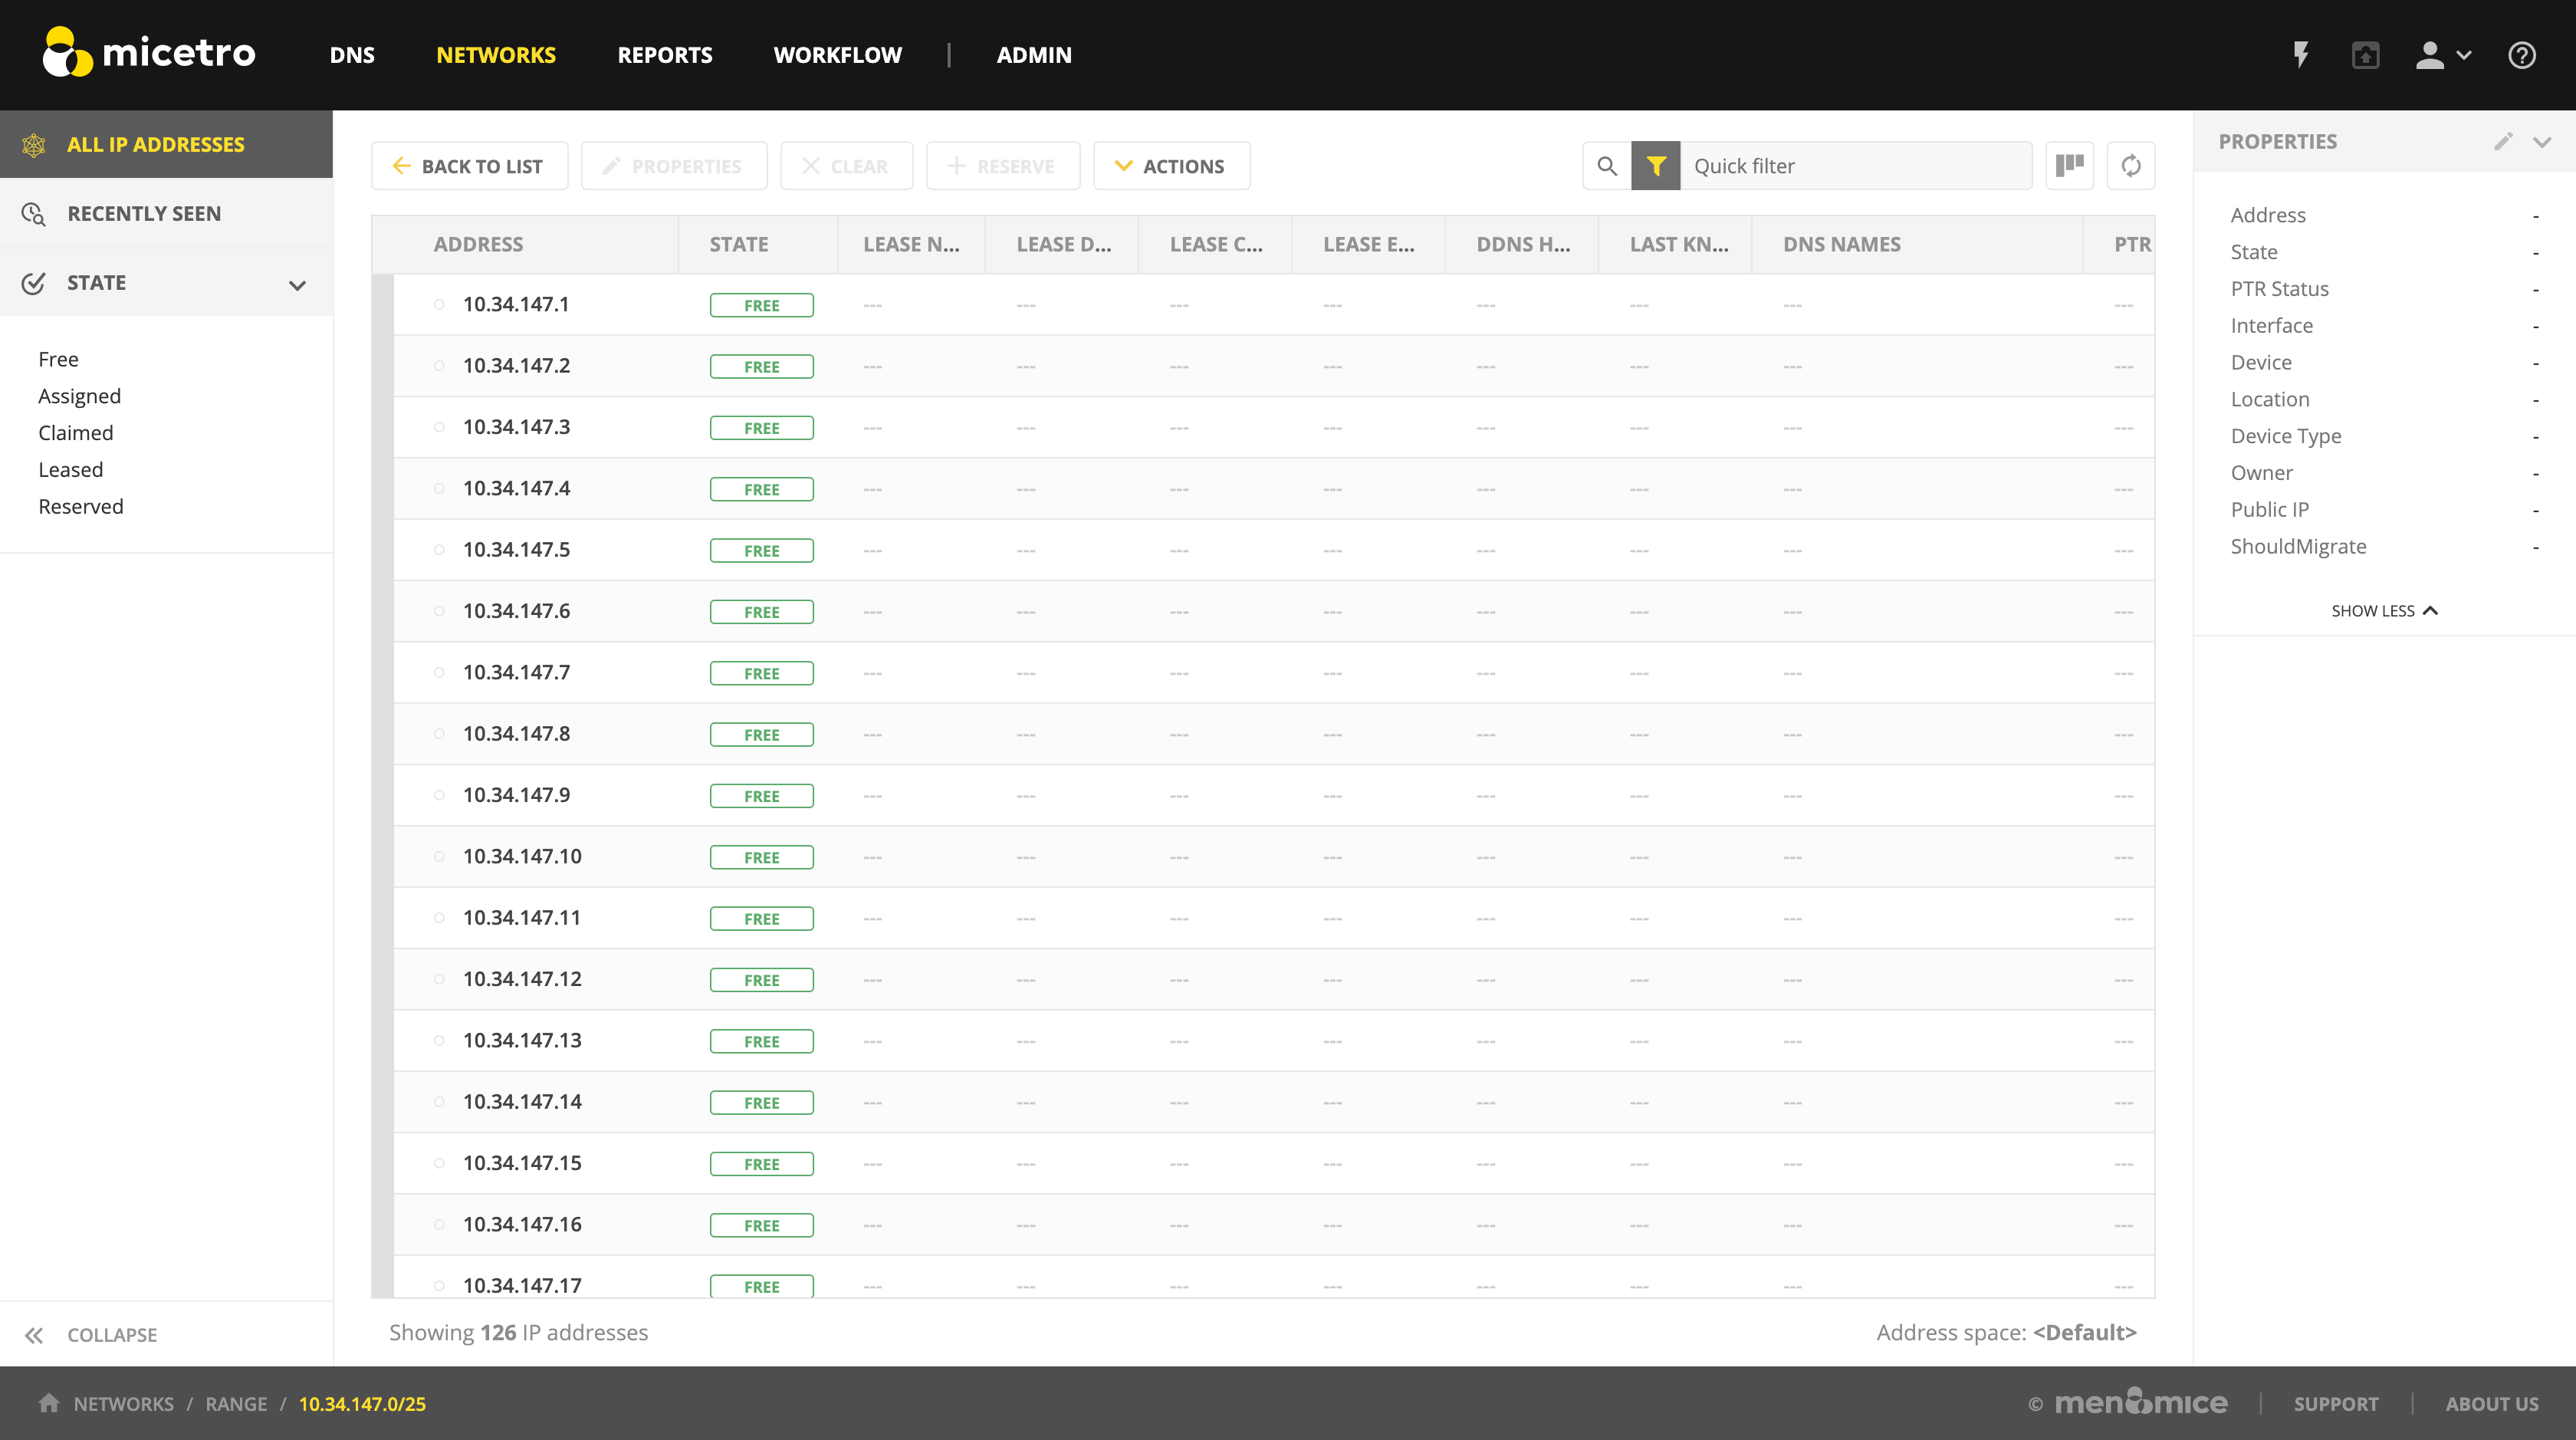 micetro DNS NETWORKS REPORTS WORKFLOW | ADMIN
ALL IP ADDRESSES
RECENTLY SEEN
STATE
Free
Assigned
Claimed
Leased
Reserved
COLLAPSE
BACK TO LIST PROPERTIES CLEAR RESERVE ACTIONS Quick filter
ADDRESS STATE LEASE N... LEASE D... LEASE C... LEASE E... DDNS H... LAST KN... DNS NAMES PTR
10.34.147.1 FREE --- --- --- --- --- --- --- ---
10.34.147.2 FREE --- --- --- --- --- --- --- ---
10.34.147.3 FREE --- --- --- --- --- --- --- ---
10.34.147.4 FREE --- --- --- --- --- --- --- ---
10.34.147.5 FREE --- --- --- --- --- --- --- ---
10.34.147.6 FREE --- --- --- --- --- --- --- ---
10.34.147.7 FREE --- --- --- --- --- --- --- ---
10.34.147.8 FREE --- --- --- --- --- --- --- ---
10.34.147.9 FREE --- --- --- --- --- --- --- ---
10.34.147.10 FREE --- --- --- --- --- --- --- ---
10.34.147.11 FREE --- --- --- --- --- --- --- ---
10.34.147.12 FREE --- --- --- --- --- --- --- ---
10.34.147.13 FREE --- --- --- --- --- --- --- ---
10.34.147.14 FREE --- --- --- --- --- --- --- ---
10.34.147.15 FREE --- --- --- --- --- --- --- ---
10.34.147.16 FREE --- --- --- --- --- --- --- ---
10.34.147.17 FREE --- --- --- --- --- --- --- ---
Showing 126 IP addresses Address space: <Default>
PROPERTIES
Address -
State -
PTR Status -
Interface -
Device -
Location -
Device Type -
Owner -
Public IP -
ShouldMigrate -
SHOW LESS
NETWORKS / RANGE / 10.34.147.0/25 © men&mice | SUPPORT | ABOUT US